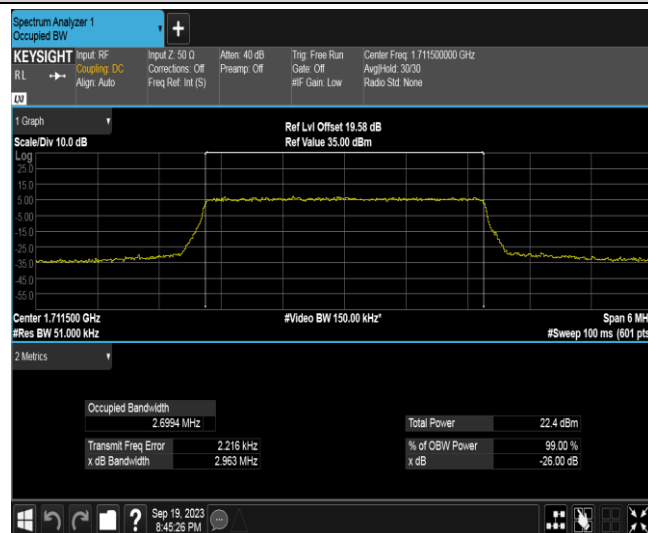 Spectrum Analyzer 1
Occupied BW
+
KEYSIGHT
RL
Input: RF
Coupling: DC
Align: Auto
Input Z: 50 Ω
Corrections: Off
Freq Ref: Int (S)
Atten: 40 dB
Preamp: Off
Trig: Free Run
Gate: Off
#IF Gain: Low
Center Freq: 1.711500000 GHz
Avg|Hold: 30/30
Radio Std: None
LXI
1 Graph
Scale/Div 10.0 dB
Ref Lvl Offset 19.58 dB
Ref Value 35.00 dBm
Log
25.0
15.0
5.00
-5.00
-15.0
-25.0
-35.0
-45.0
-55.0
Center 1.711500 GHz
#Res BW 51.000 kHz
#Video BW 150.00 kHz*
Span 6 MH
#Sweep 100 ms (601 pts
2 Metrics
Occupied Bandwidth
2.6994 MHz
Transmit Freq Error 2.216 kHz
x dB Bandwidth 2.963 MHz
Total Power 22.4 dBm
% of OBW Power 99.00 %
x dB -26.00 dB
?
Sep 19, 2023
8:45:26 PM